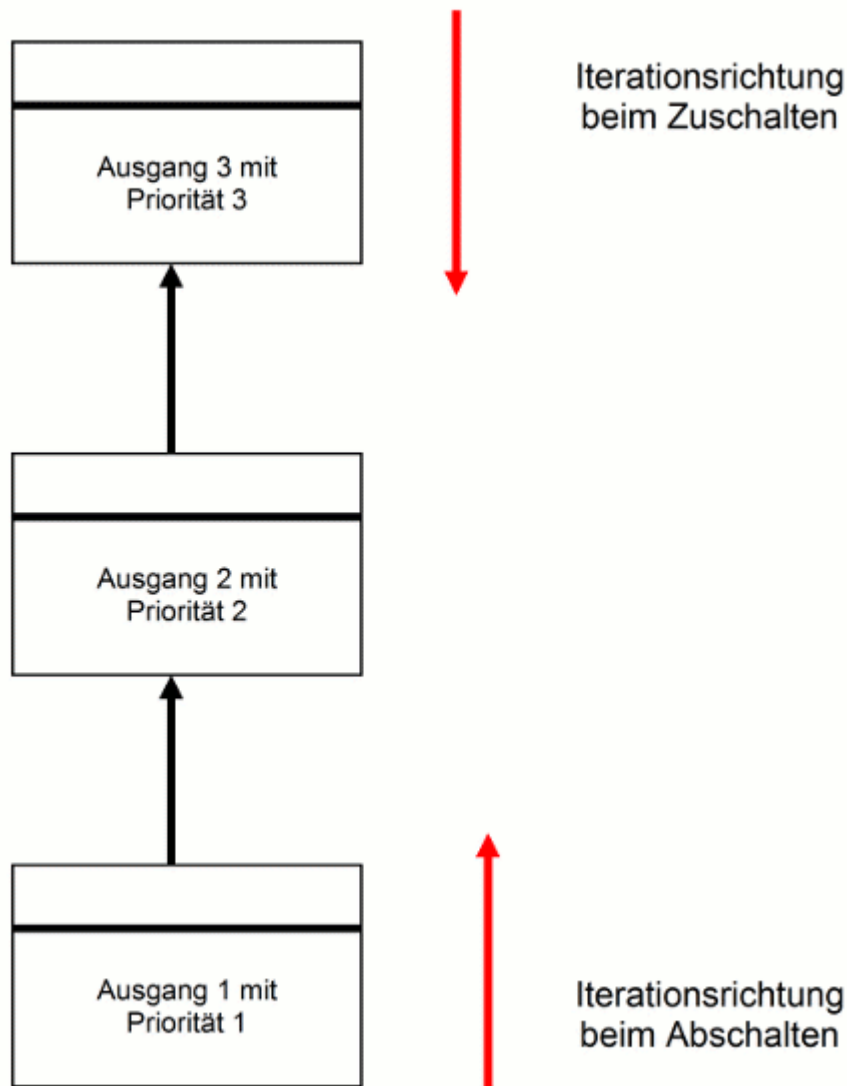 Iterationsrichtung
beim Zuschalten
Ausgang 3 mit
Priorität 3
Ausgang 2 mit
Priorität 2
Ausgang 1 mit
Priorität 1
Iterationsrichtung
beim Abschalten